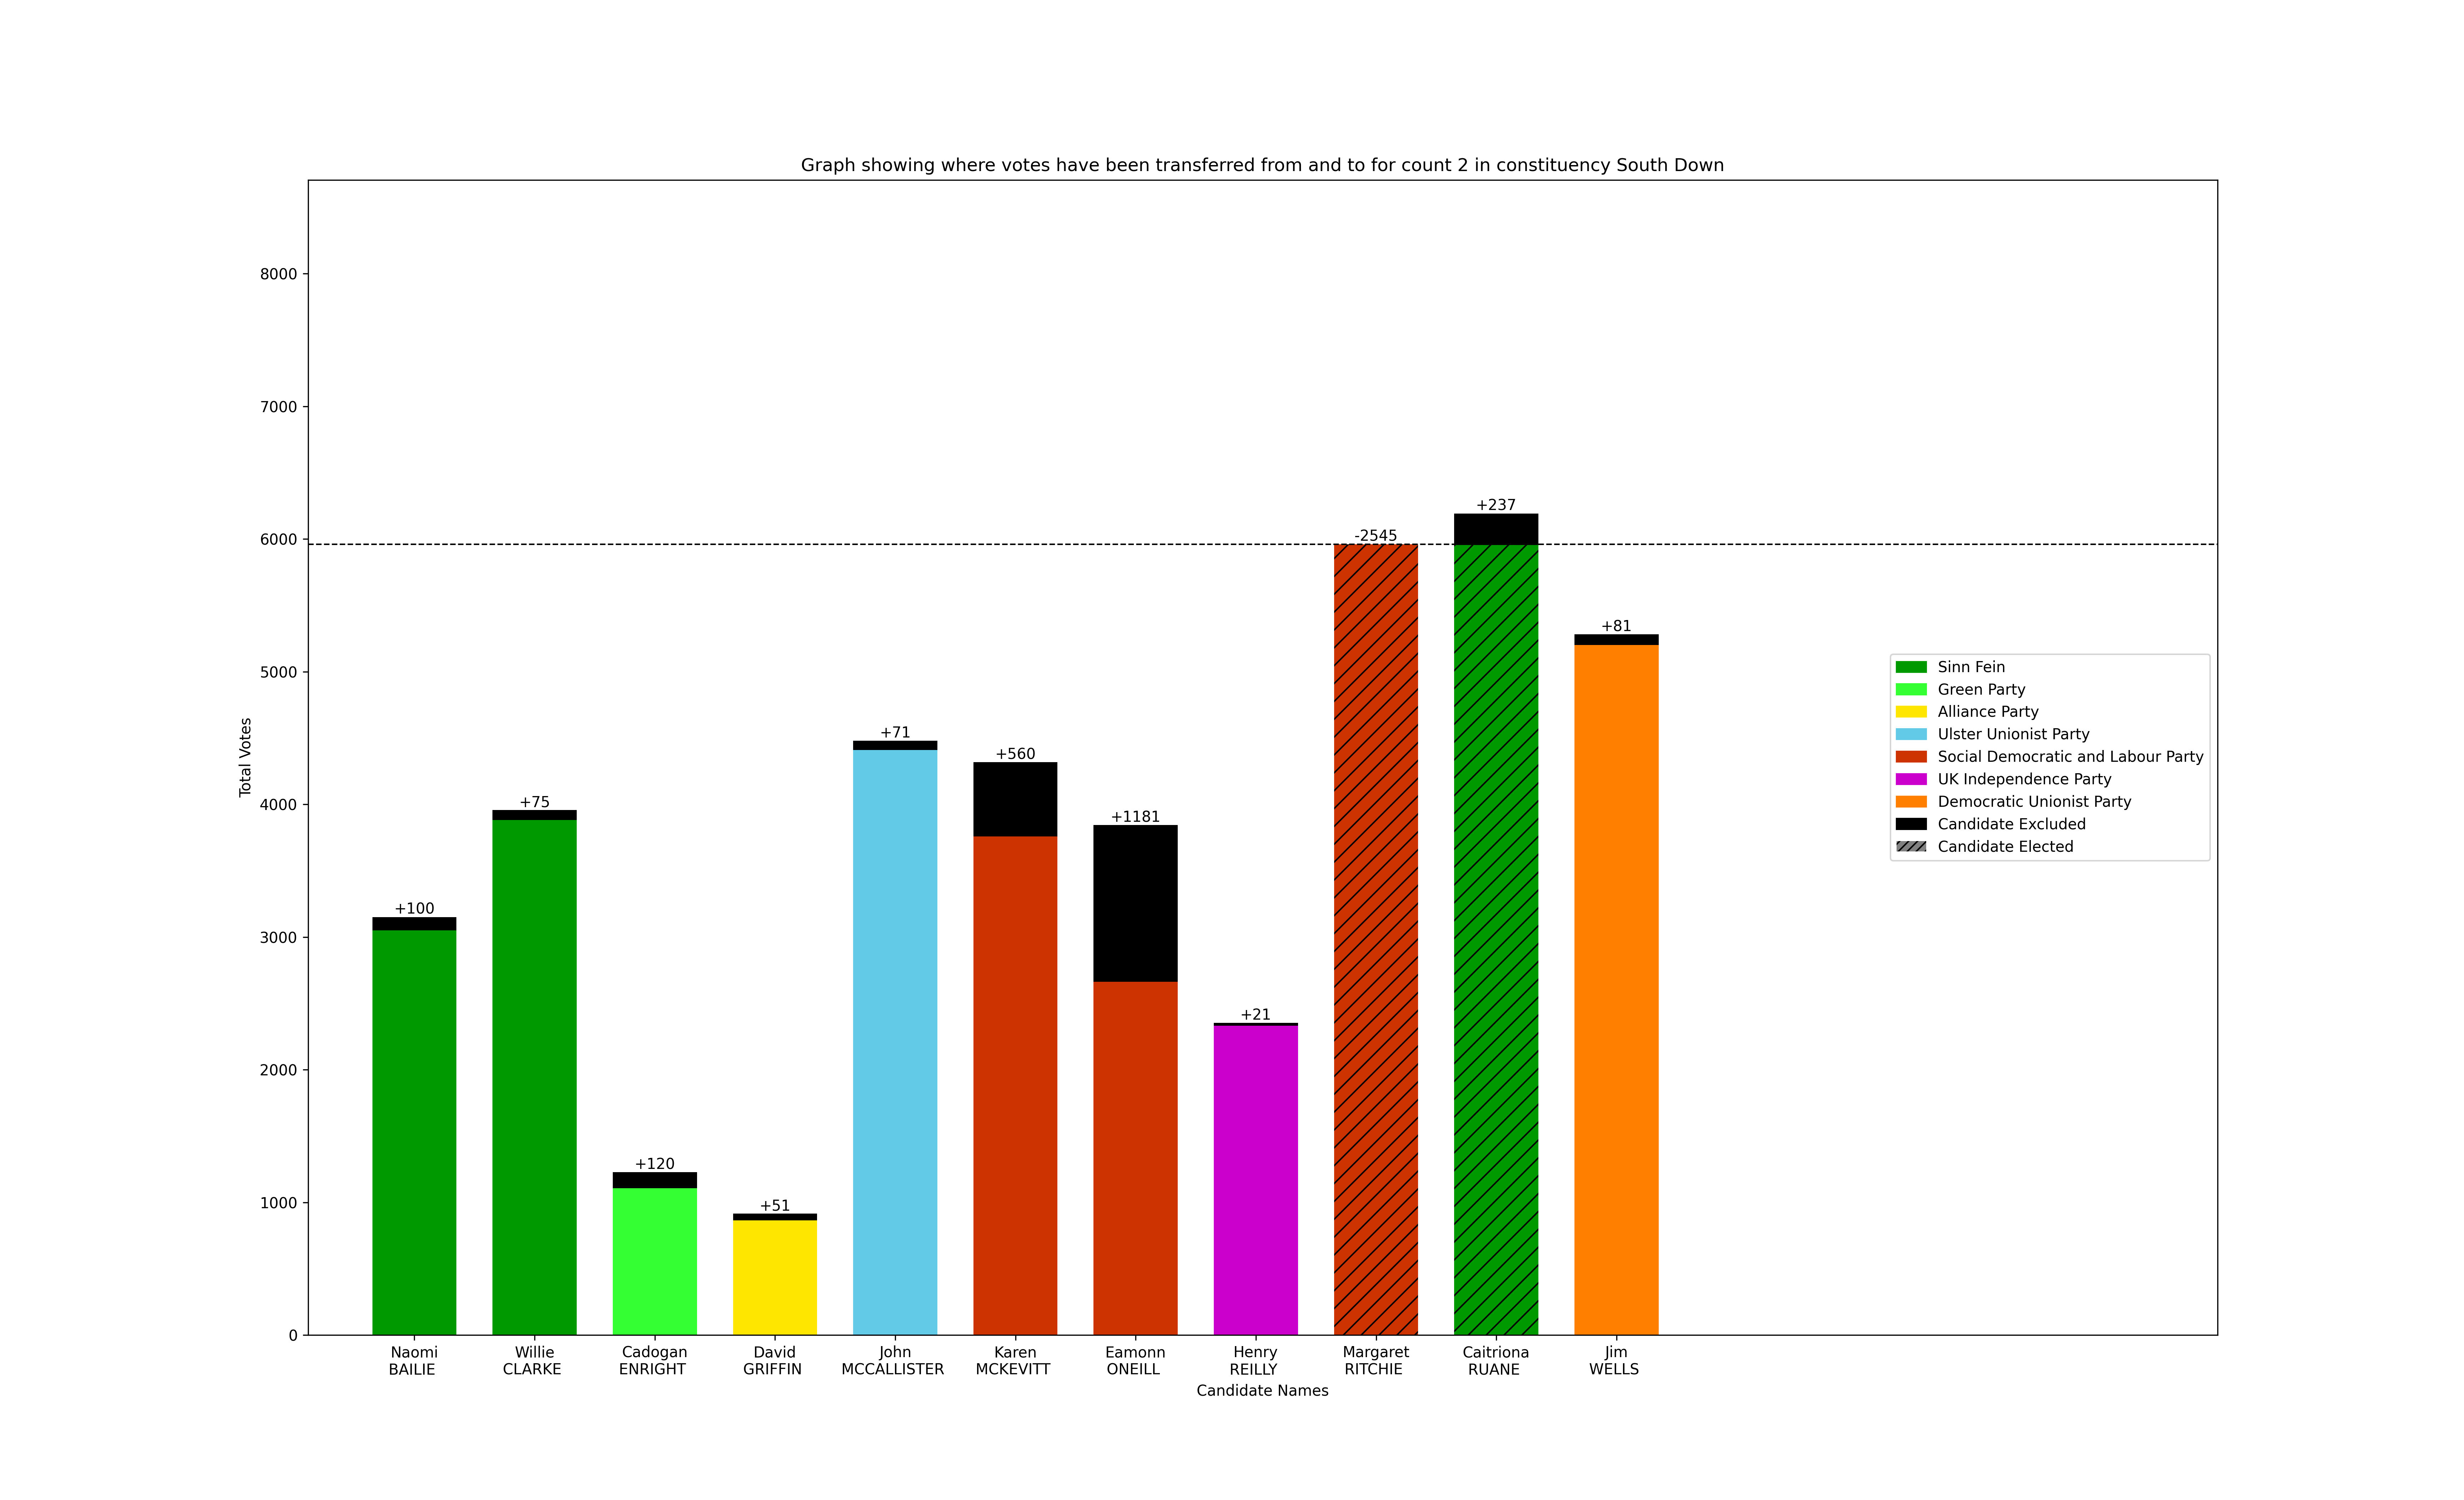 Graph showing where votes have been transferred from and to for count 2 in constituency South Down
Total Votes
8000
7000
6000
5000
4000
3000
2000
1000
0
+100
+75
+120
+51
+71
+560
+1181
+21
-2545
+237
+81
Sinn Fein
Green Party
Alliance Party
Ulster Unionist Party
Social Democratic and Labour Party
UK Independence Party
Democratic Unionist Party
Candidate Excluded
Candidate Elected
Naomi
BAILIE
Willie
CLARKE
Cadogan
ENRIGHT
David
GRIFFIN
John
MCCALLISTER
Karen
MCKEVITT
Eamonn
ONEILL
Henry
REILLY
Margaret
RITCHIE
Caitriona
RUANE
Jim
WELLS
Candidate Names